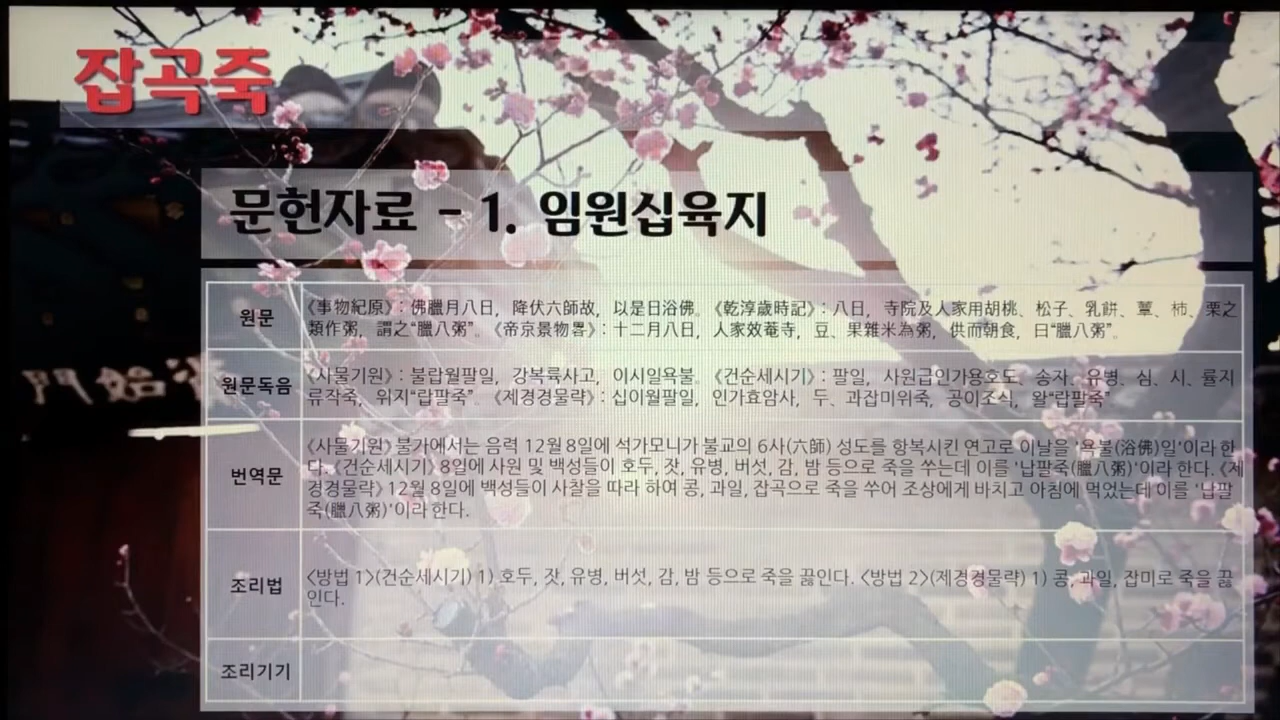 잡곡죽
문헌자료 - 1. 임원십육지
원문
《事物紀原》: 佛臘月八日, 降伏六師故, 以是日浴佛。《乾淳歲時記》: 八日, 寺院及人家用胡桃、松子、乳餠、蕈、柿、栗之
類作粥, 謂之“臘八粥”。《帝京景物畧》: 十二月八日, 人家效菴寺, 豆、果雜米為粥, 供而朝食, 曰“臘八粥”。
원문독음
《사물기원》: 불랍월팔일, 강복륙사고, 이시일욕불。《건순세시기》: 팔일, 사원급인가용호도、송자、유병、심、시、률지
류작죽, 위지“랍팔죽”。《제경경물략》: 십이월팔일, 인가효암사, 두、과잡미위죽, 공이조식, 왈“랍팔죽”
번역문
《사물기원》 불가에서는 음력 12월 8일에 석가모니가 불교의 6사(六師) 성도를 항복시킨 연고로 이날을 '욕불(浴佛)일'이라 한
다. 《건순세시기》 8일에 사원 및 백성들이 호두, 잣, 유병, 버섯, 감, 밤 등으로 죽을 쑤는데 이를 '납팔죽(臘八粥)'이라 한다. 《제
경경물략》 12월 8일에 백성들이 사찰을 따라 하여 콩, 과일, 잡곡으로 죽을 쑤어 조상에게 바치고 아침에 먹었는데 이를 '납팔
죽(臘八粥)'이라 한다.
조리법
<방법 1>(건순세시기) 1) 호두, 잣, 유병, 버섯, 감, 밤 등으로 죽을 끓인다. <방법 2>(제경경물략) 1) 콩, 과일, 잡미로 죽을 끓
인다.
조리기기